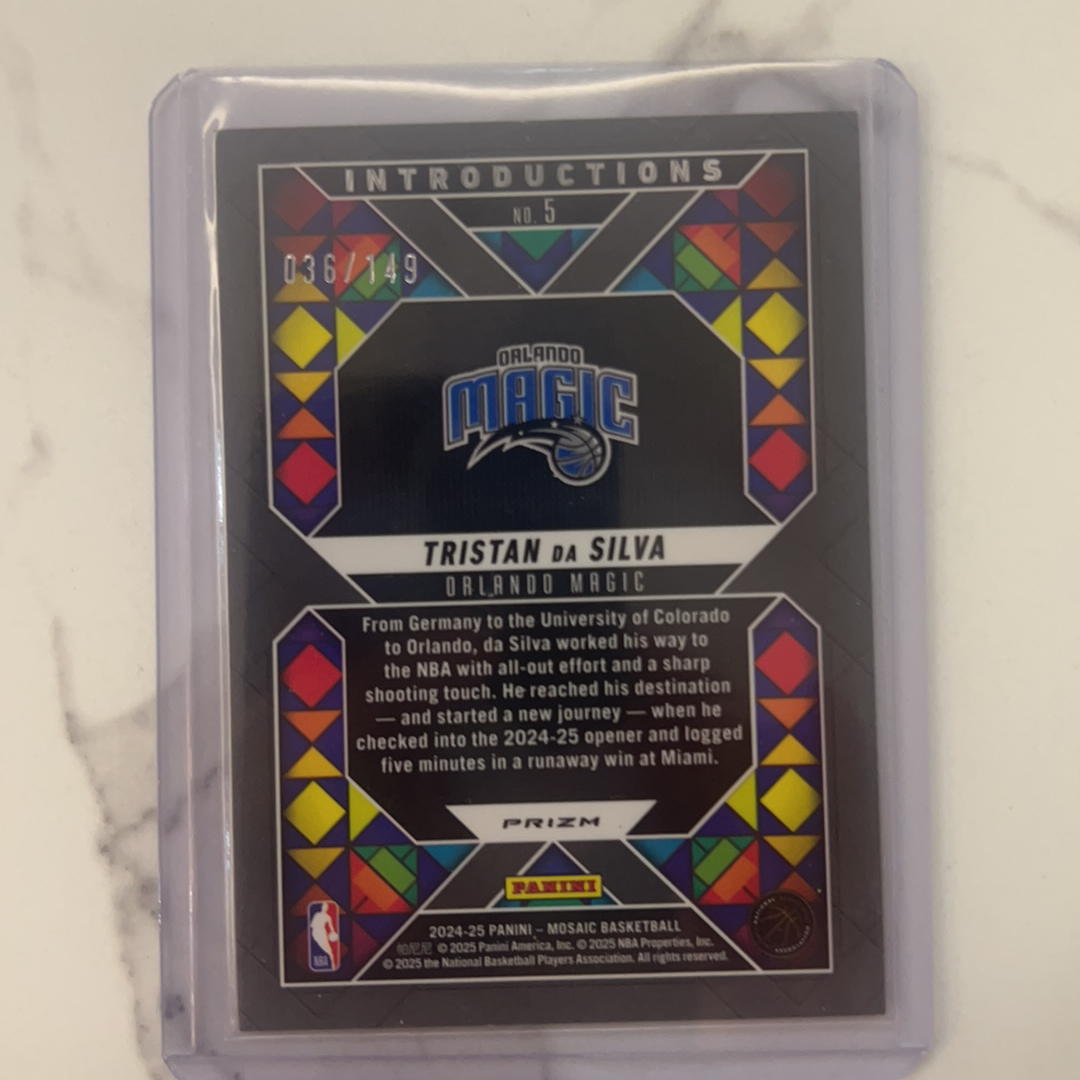 INTRODUCTIONS
NO. 5
036/149
ORLANDO
MAGIC
TRISTAN DA SILVA
ORLANDO MAGIC
From Germany to the University of Colorado
to Orlando, da Silva worked his way to
the NBA with all-out effort and a sharp
shooting touch. He reached his destination
— and started a new journey — when he
checked into the 2024-25 opener and logged
five minutes in a runaway win at Miami.
PRIZM
PANINI
2024-25 PANINI – MOSAIC BASKETBALL
帕尼尼 © 2025 Panini America, Inc. © 2025 NBA Properties, Inc.
© 2025 the National Basketball Players Association. All rights reserved.
NBA